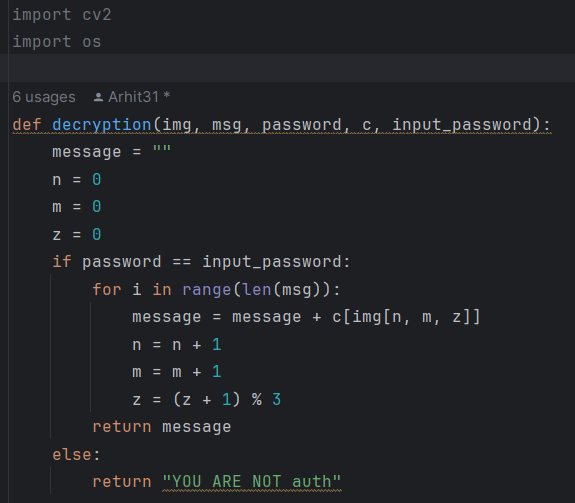 import cv2
import os
6 usages   Arhit31 *
def decryption(img, msg, password, c, input_password):
    message = ""
    n = 0
    m = 0
    z = 0
    if password == input_password:
        for i in range(len(msg)):
            message = message + c[img[n, m, z]]
            n = n + 1
            m = m + 1
            z = (z + 1) % 3
        return message
    else:
        return "YOU ARE NOT auth"